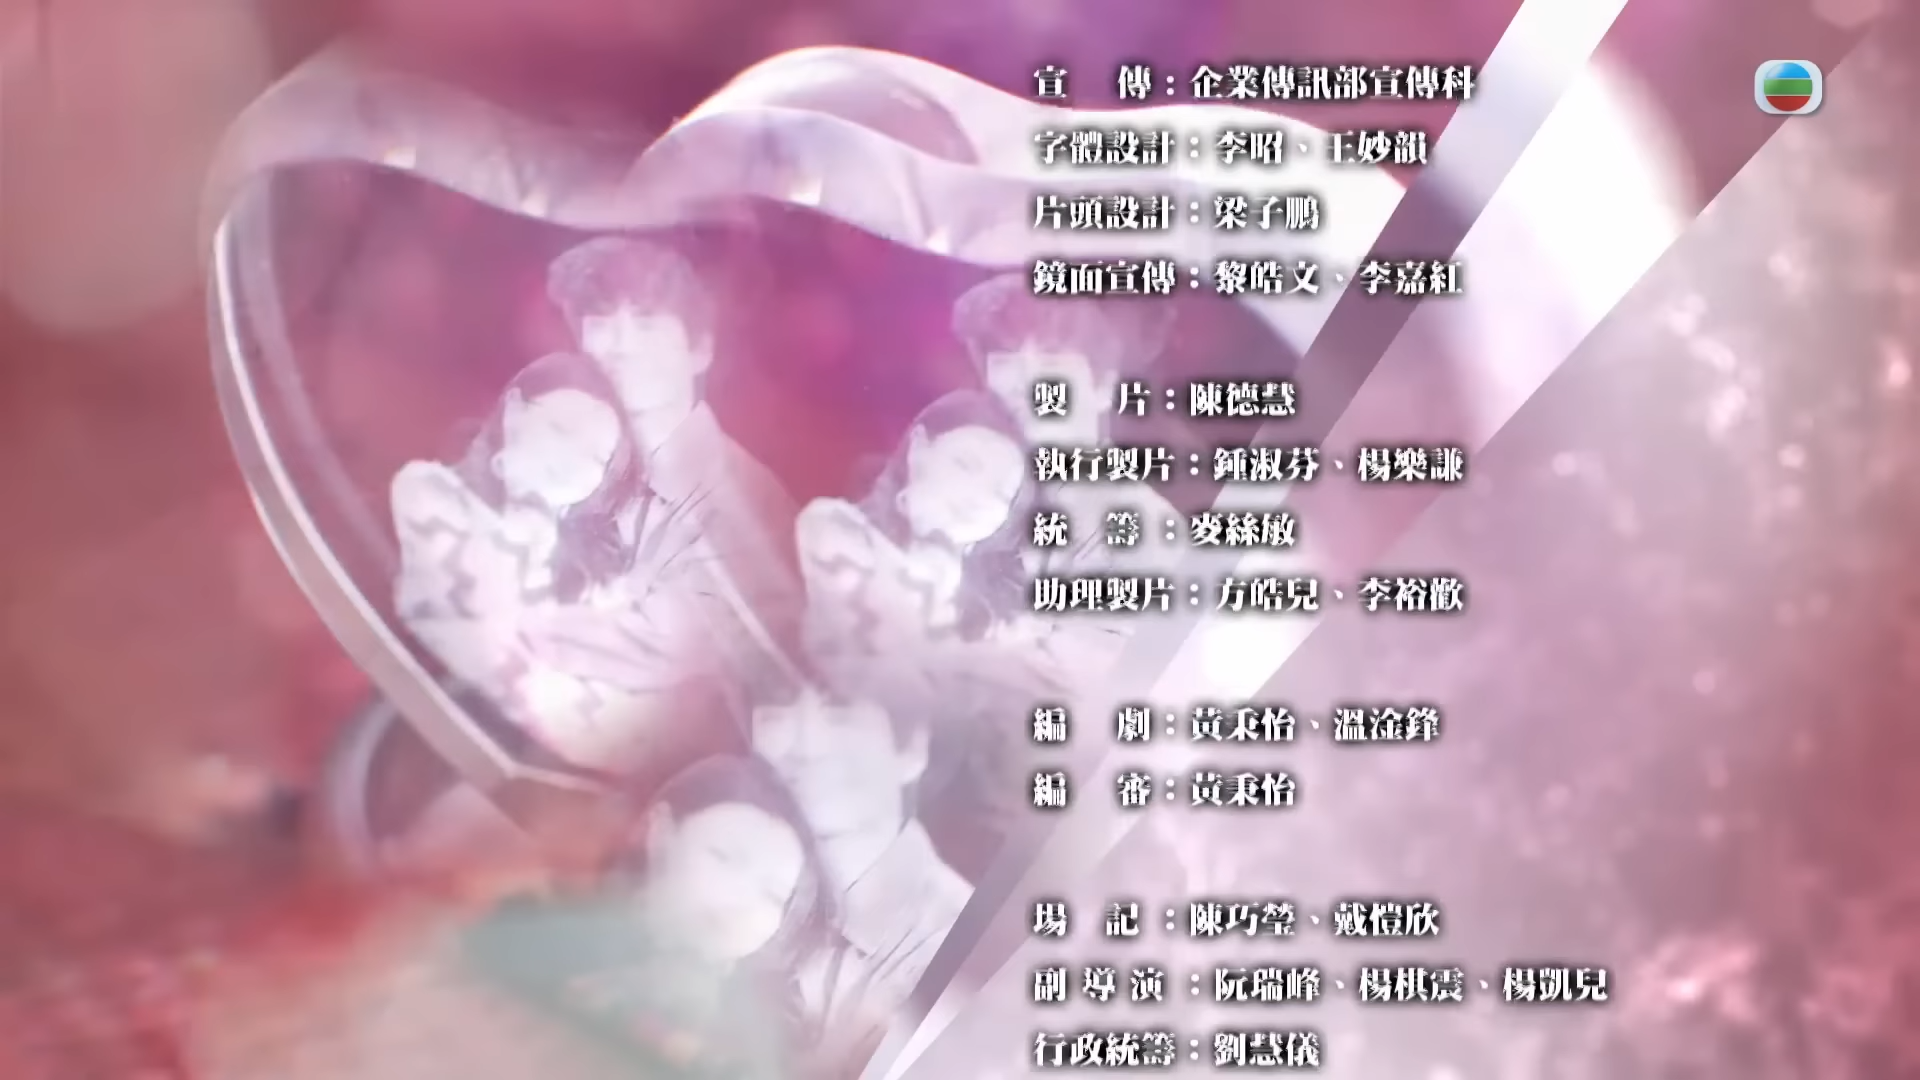 宣 傳：企業傳訊部宣傳科
字體設計：李昭、王妙韻
片頭設計：梁子鵬
鏡面宣傳：黎皓文、李嘉紅
製 片：陳德慧
執行製片：鍾淑芬、楊樂謙
統 籌：麥絲敏
助理製片：方皓兒、李裕歡
編 劇：黃秉怡、溫淦鋒
編 審：黃秉怡
場 記：陳巧瑩、戴愷欣
副 導 演：阮瑞峰、楊棋震、楊凱兒
行政統籌：劉慧儀